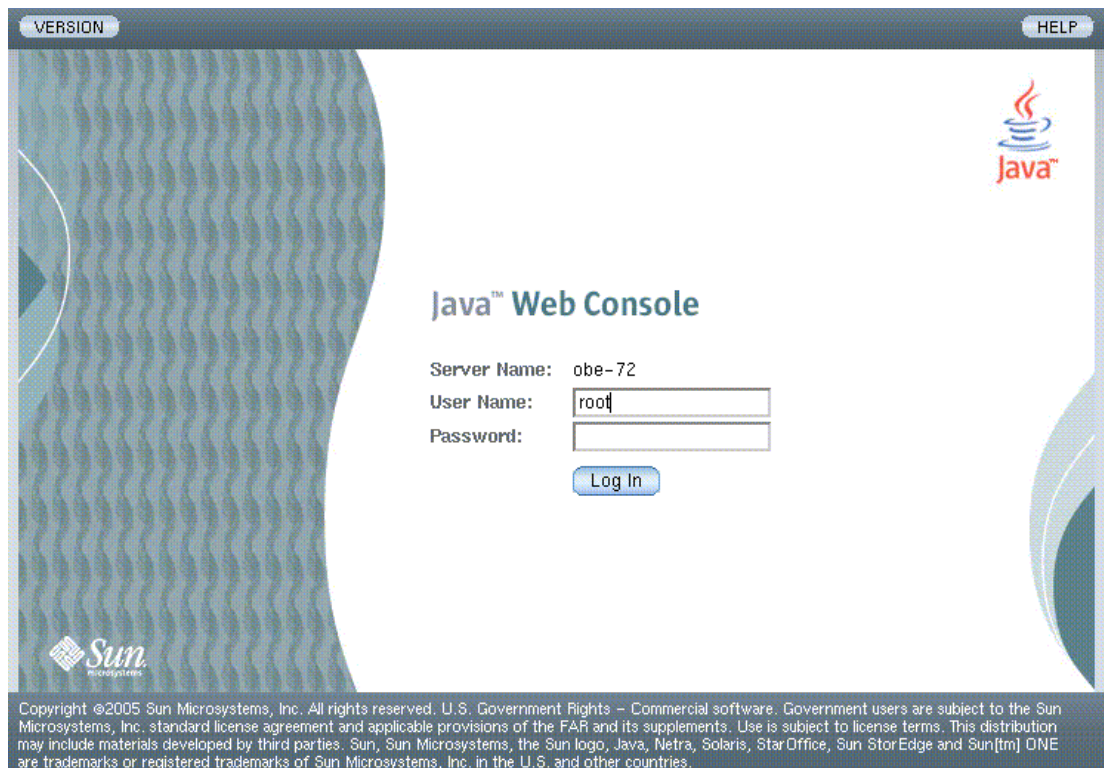 VERSION
HELP
Java™
Java™ Web Console
Server Name: obe-72
User Name: root
Password:
Log In
Sun
microsystems
Copyright ©2005 Sun Microsystems, Inc. All rights reserved. U.S. Government Rights – Commercial software. Government users are subject to the Sun
Microsystems, Inc. standard license agreement and applicable provisions of the FAR and its supplements. Use is subject to license terms. This distribution
may include materials developed by third parties. Sun, Sun Microsystems, the Sun logo, Java, Netra, Solaris, StarOffice, Sun StorEdge and Sun[tm] ONE
are trademarks or registered trademarks of Sun Microsystems, Inc. in the U.S. and other countries.